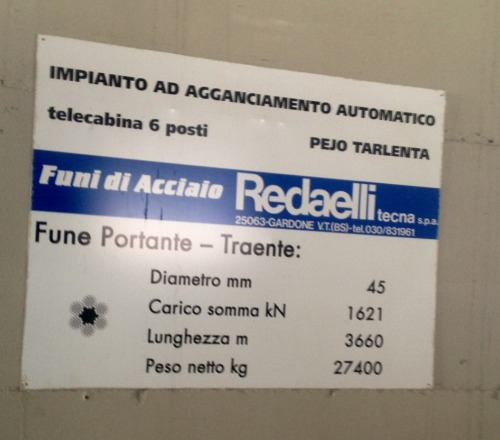 IMPIANTO AD AGGANCIAMENTO AUTOMATICO
telecabina 6 posti PEJO TARLENTA
Funi di Acciaio Redaelli tecna s.p.a.
25063-GARDONE V.T.(BS)-tel.030/831961
Fune Portante – Traente:
Diametro mm 45
Carico somma kN 1621
Lunghezza m 3660
Peso netto kg 27400